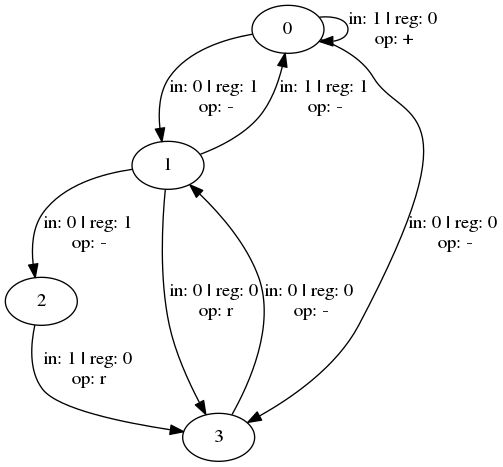 0
in: 1 | reg: 0
op: +
in: 0 | reg: 1
op: -
in: 1 | reg: 1
op: -
1
in: 0 | reg: 1
op: -
in: 0 | reg: 0
op: -
2
in: 0 | reg: 0
op: r
in: 0 | reg: 0
op: -
in: 1 | reg: 0
op: r
3